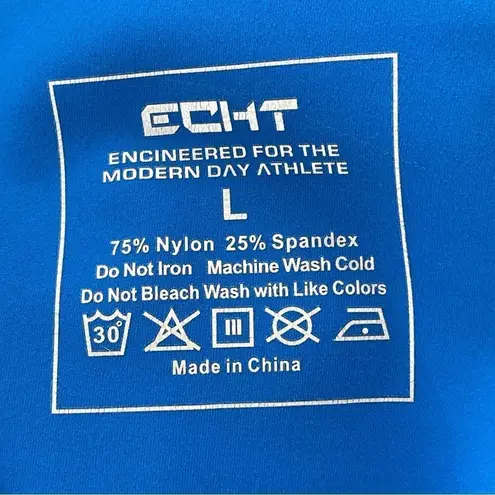 ECHT
ENGINEERED FOR THE
MODERN DAY ATHLETE
L
75% Nylon 25% Spandex
Do Not Iron Machine Wash Cold
Do Not Bleach Wash with Like Colors
30°
Made in China